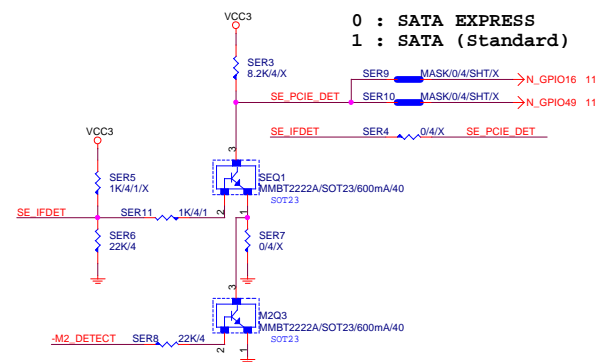 0 : SATA EXPRESS
1 : SATA (Standard)
VCC3
SER3
8.2K/4/X
SER9
MASK/0/4/SHT/X
N_GPIO16 11
SE_PCIE_DET
SER10
MASK/0/4/SHT/X
N_GPIO49 11
SE_IFDET
SER4
0/4/X
SE_PCIE_DET
VCC3
3
SER5
1K/4/1/X
SEQ1
MMBT2222A/SOT23/600mA/40
SOT23
SE_IFDET
SER11
1K/4/1
2
1
SER6
22K/4
SER7
0/4/X
3
M2Q3
MMBT2222A/SOT23/600mA/40
SOT23
-M2_DETECT
SER8
22K/4
2
1